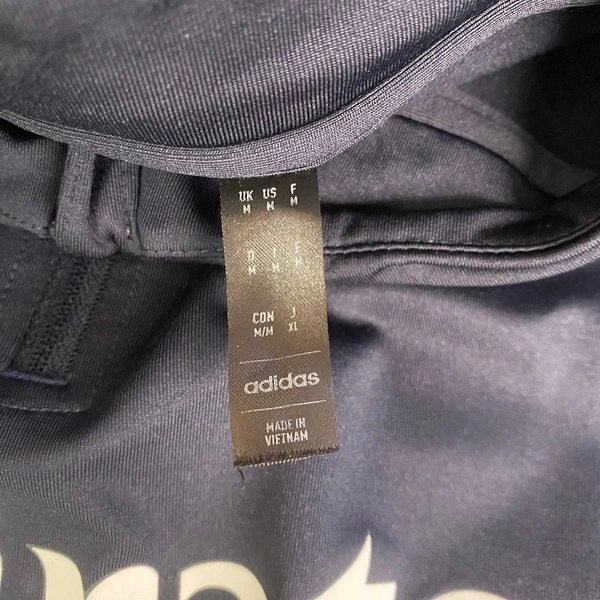 UK US F
M M M
D I E
M M M
CON J
M/M XL
adidas
MADE IN
VIETNAM